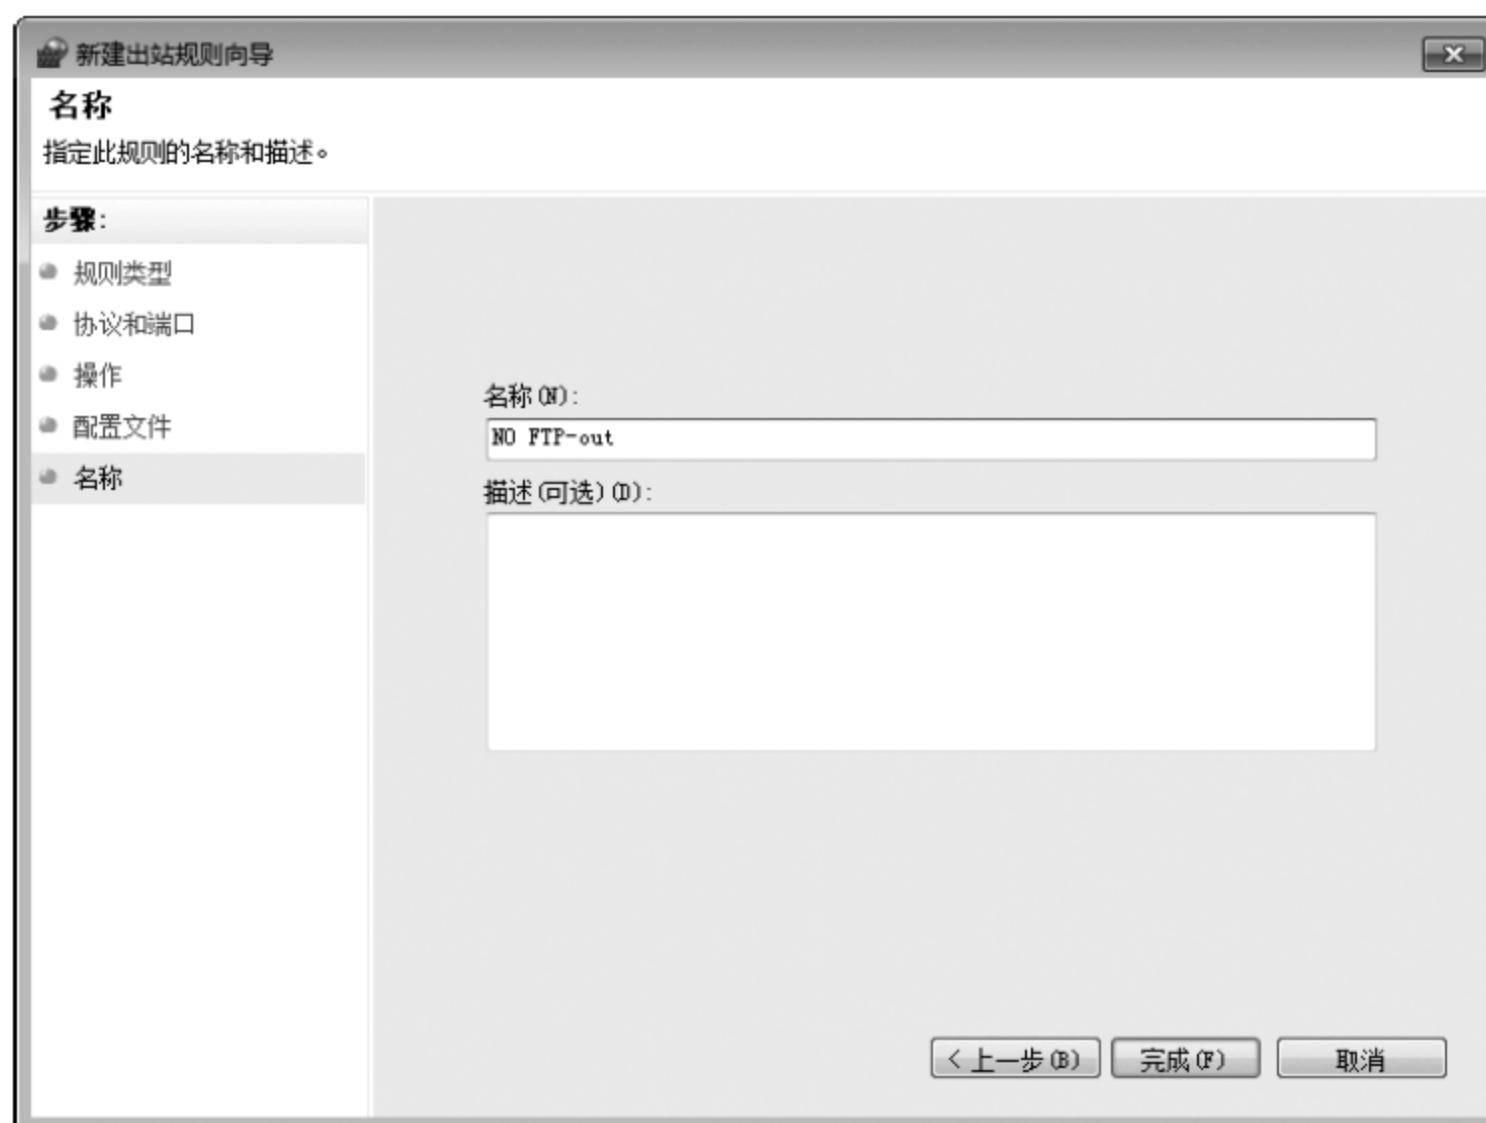 新建出站规则向导
名称
指定此规则的名称和描述。
步骤:
规则类型
协议和端口
操作
配置文件
名称
名称(N):
NO FTP-out
描述(可选)(D):
< 上一步(B)
完成(F)
取消